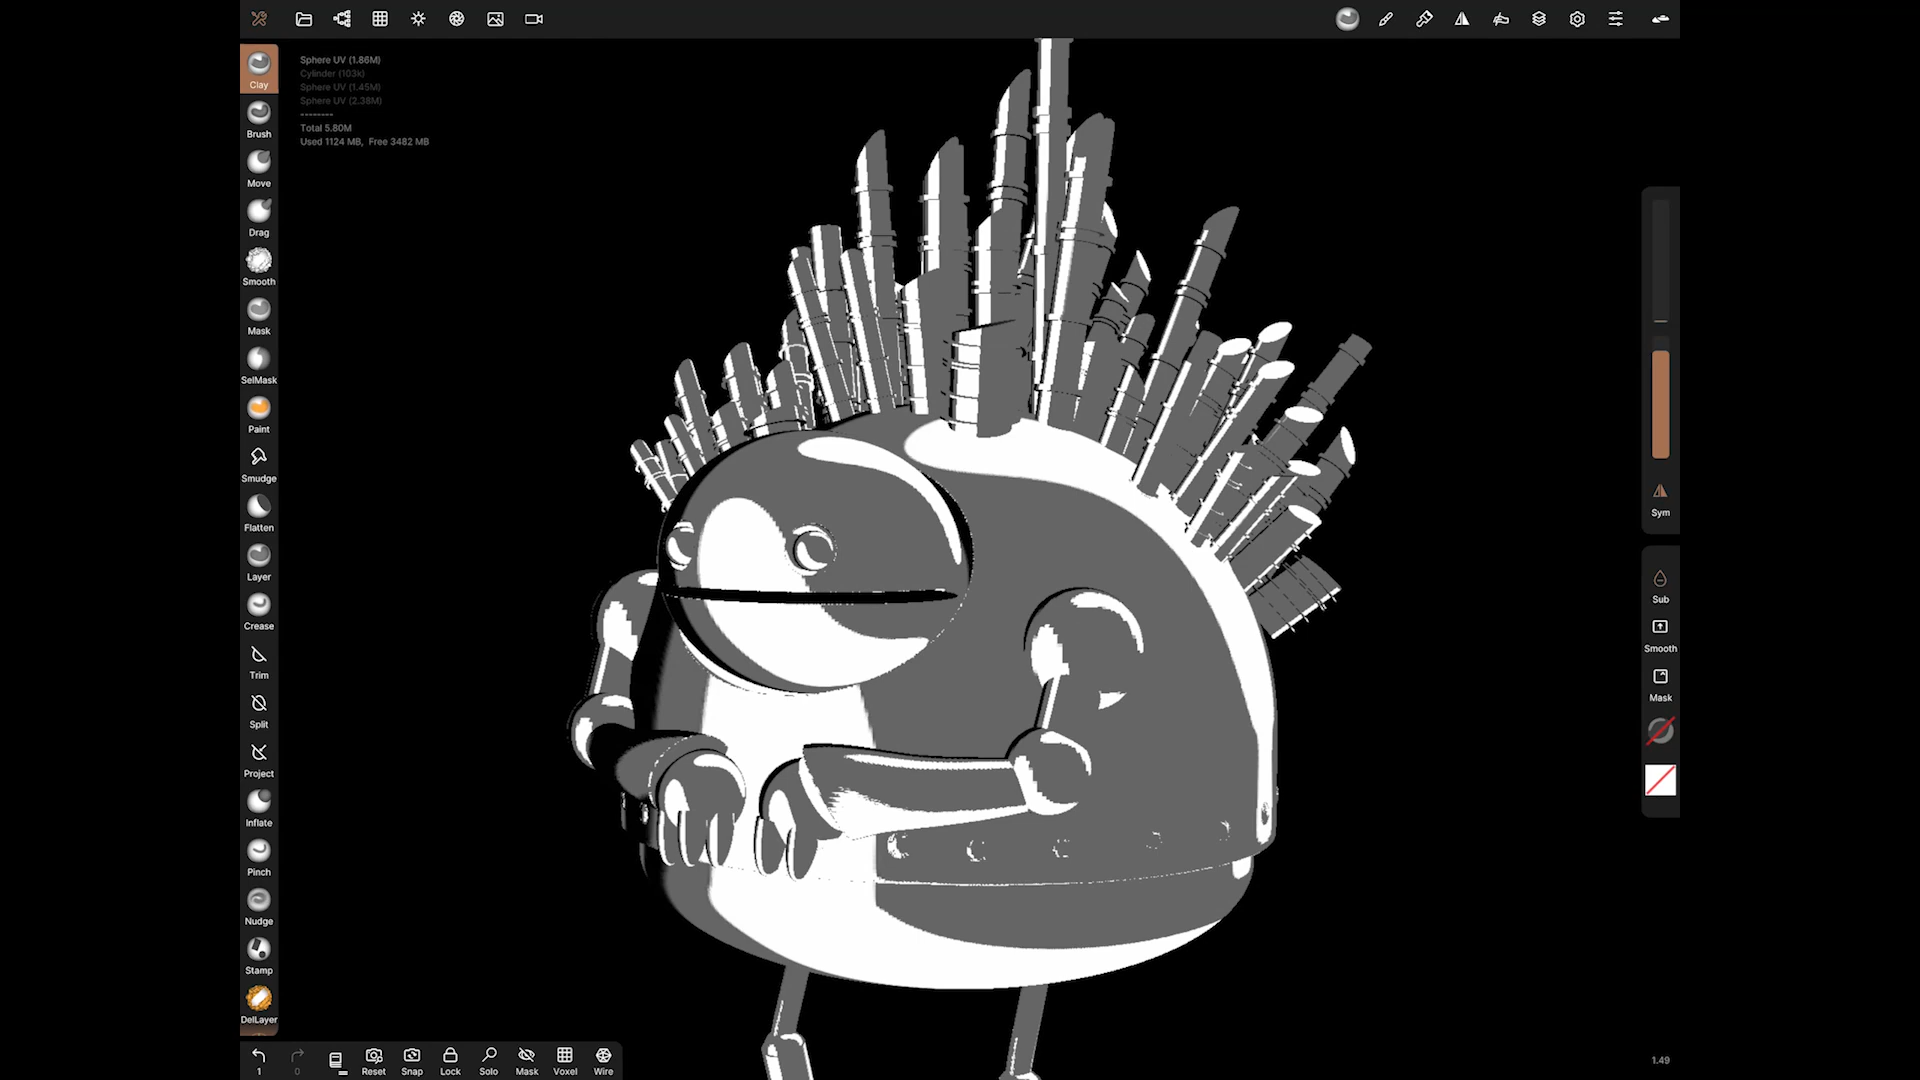 Sphere UV (1.86M)
Cylinder (103k)
Sphere UV (1.45M)
Sphere UV (2.38M)
--------
Total 5.80M
Used 1124 MB,  Free 3482 MB
Clay
Brush
Move
Drag
Smooth
Mask
SelMask
Paint
Smudge
Flatten
Layer
Crease
Trim
Split
Project
Inflate
Pinch
Nudge
Stamp
DelLayer
Sym
Sub
Smooth
Mask
1
0
Reset
Snap
Lock
Solo
Mask
Voxel
Wire
1.49